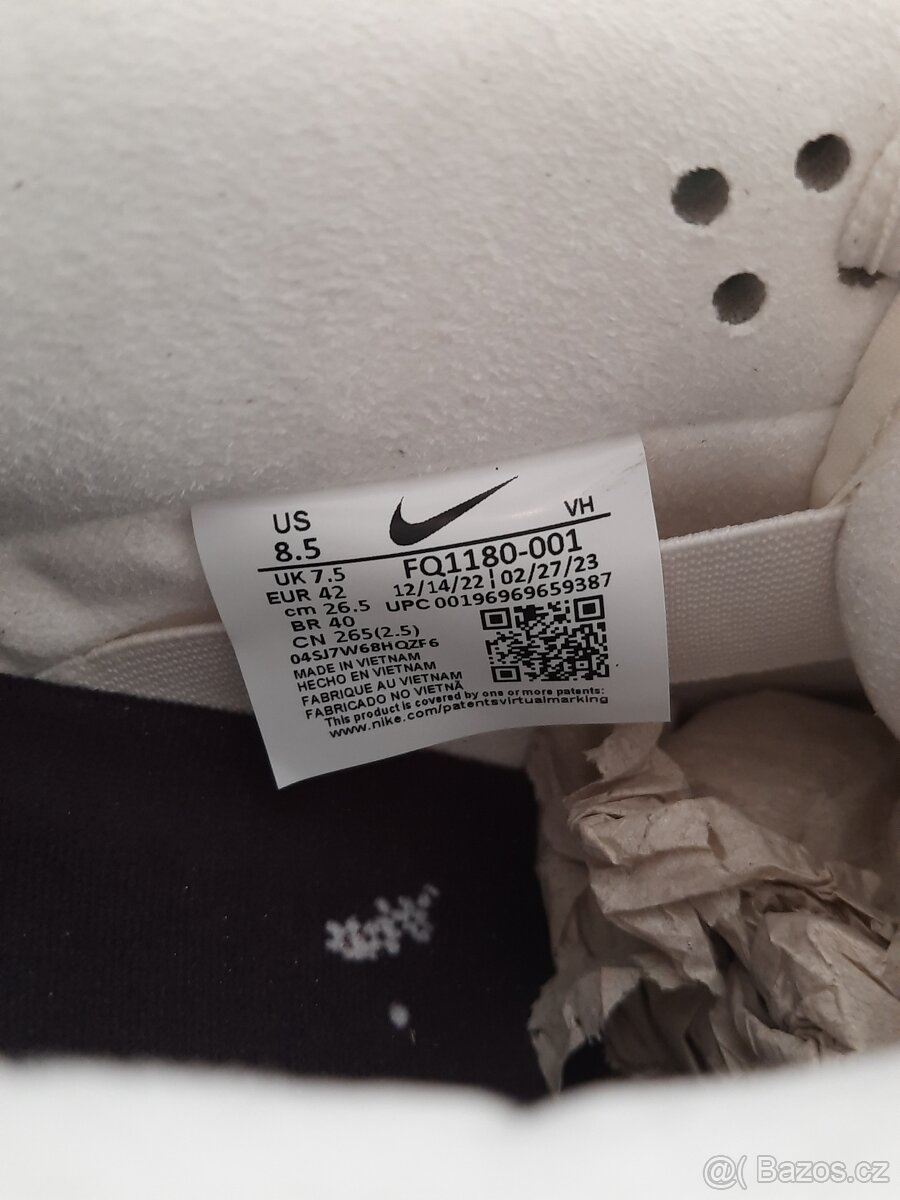 US
8.5
VH
UK 7.5
FQ1180-001
EUR 42
12/14/22 | 02/27/23
cm 26.5
UPC 00196969659387
BR 40
CN 265(2.5)
04SJ7W68HQZF6
MADE IN VIETNAM
HECHO EN VIETNAM
FABRIQUE AU VIETNAM
FABRICADO NO VIETNÃ
This product is covered by one or more patents:
www.nike.com/patentsvirtualmarking
@( Bazos.cz